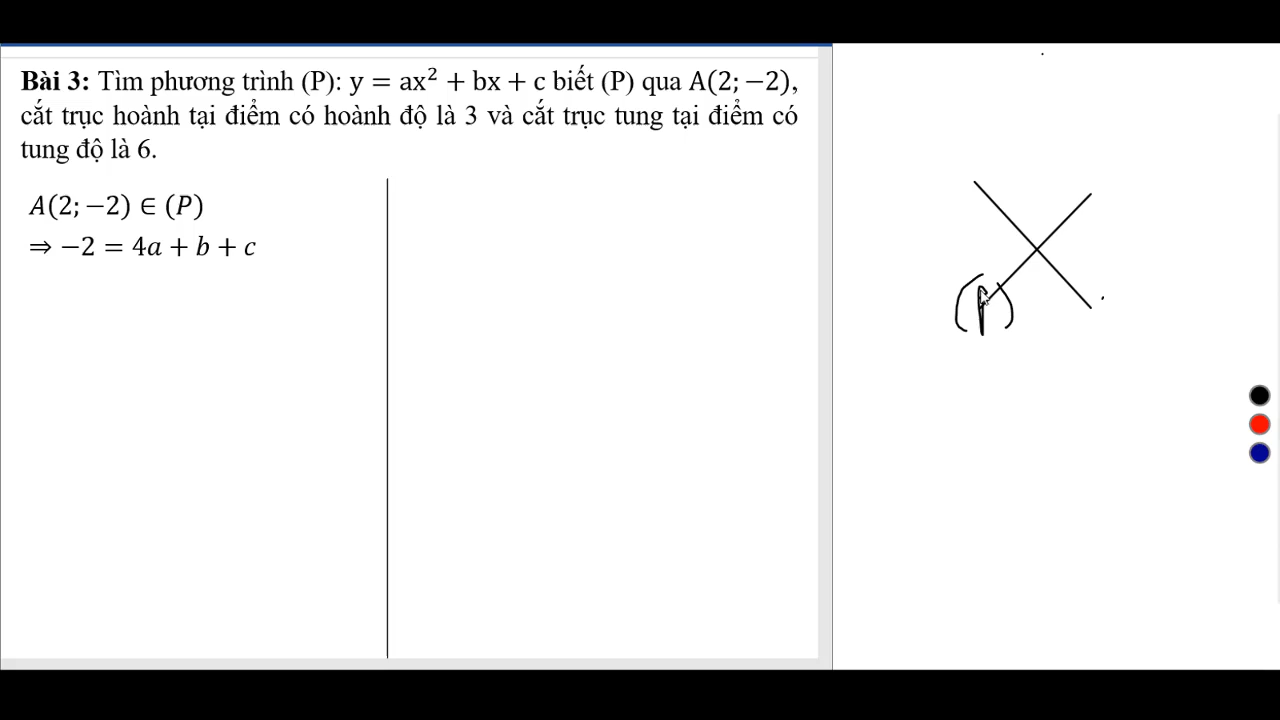 Bài 3: Tìm phương trình (P): y = ax² + bx + c biết (P) qua A(2; −2),
cắt trục hoành tại điểm có hoành độ là 3 và cắt trục tung tại điểm có
tung độ là 6.
A(2; −2) ∈ (P)
⇒ −2 = 4a + b + c
(P)